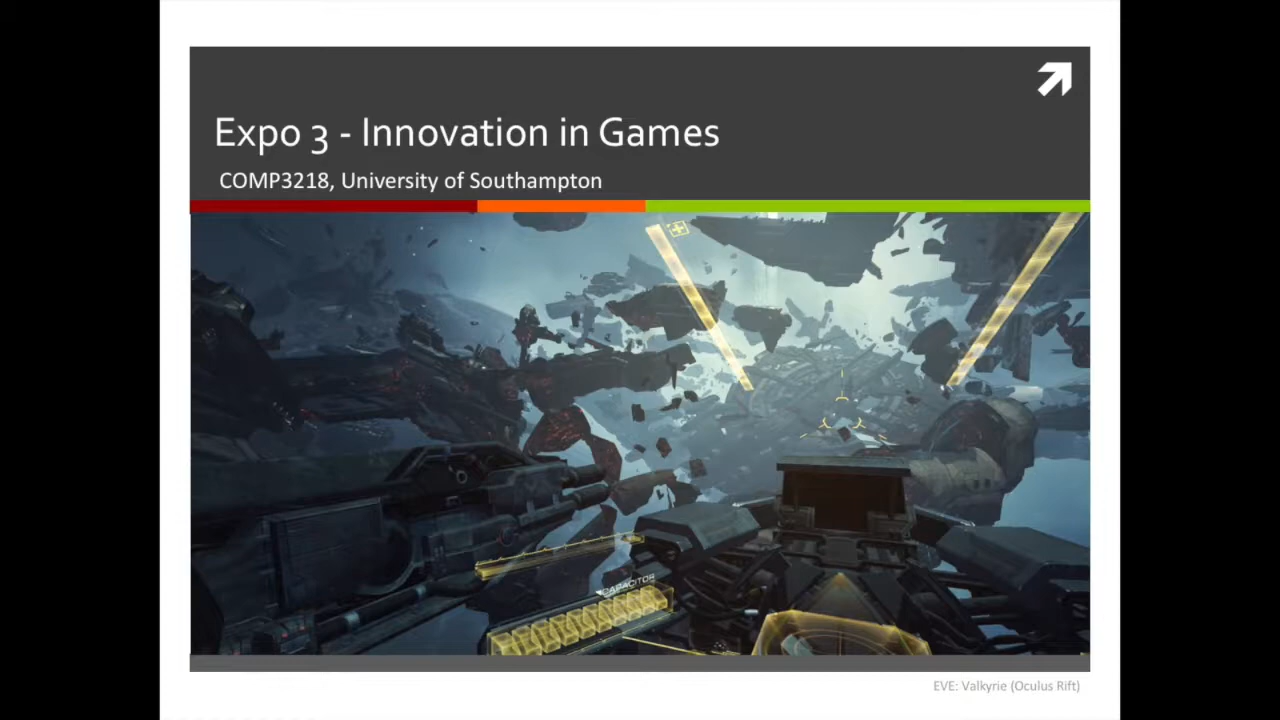 Expo 3 - Innovation in Games
COMP3218, University of Southampton
CAPACITOR
EVE: Valkyrie (Oculus Rift)